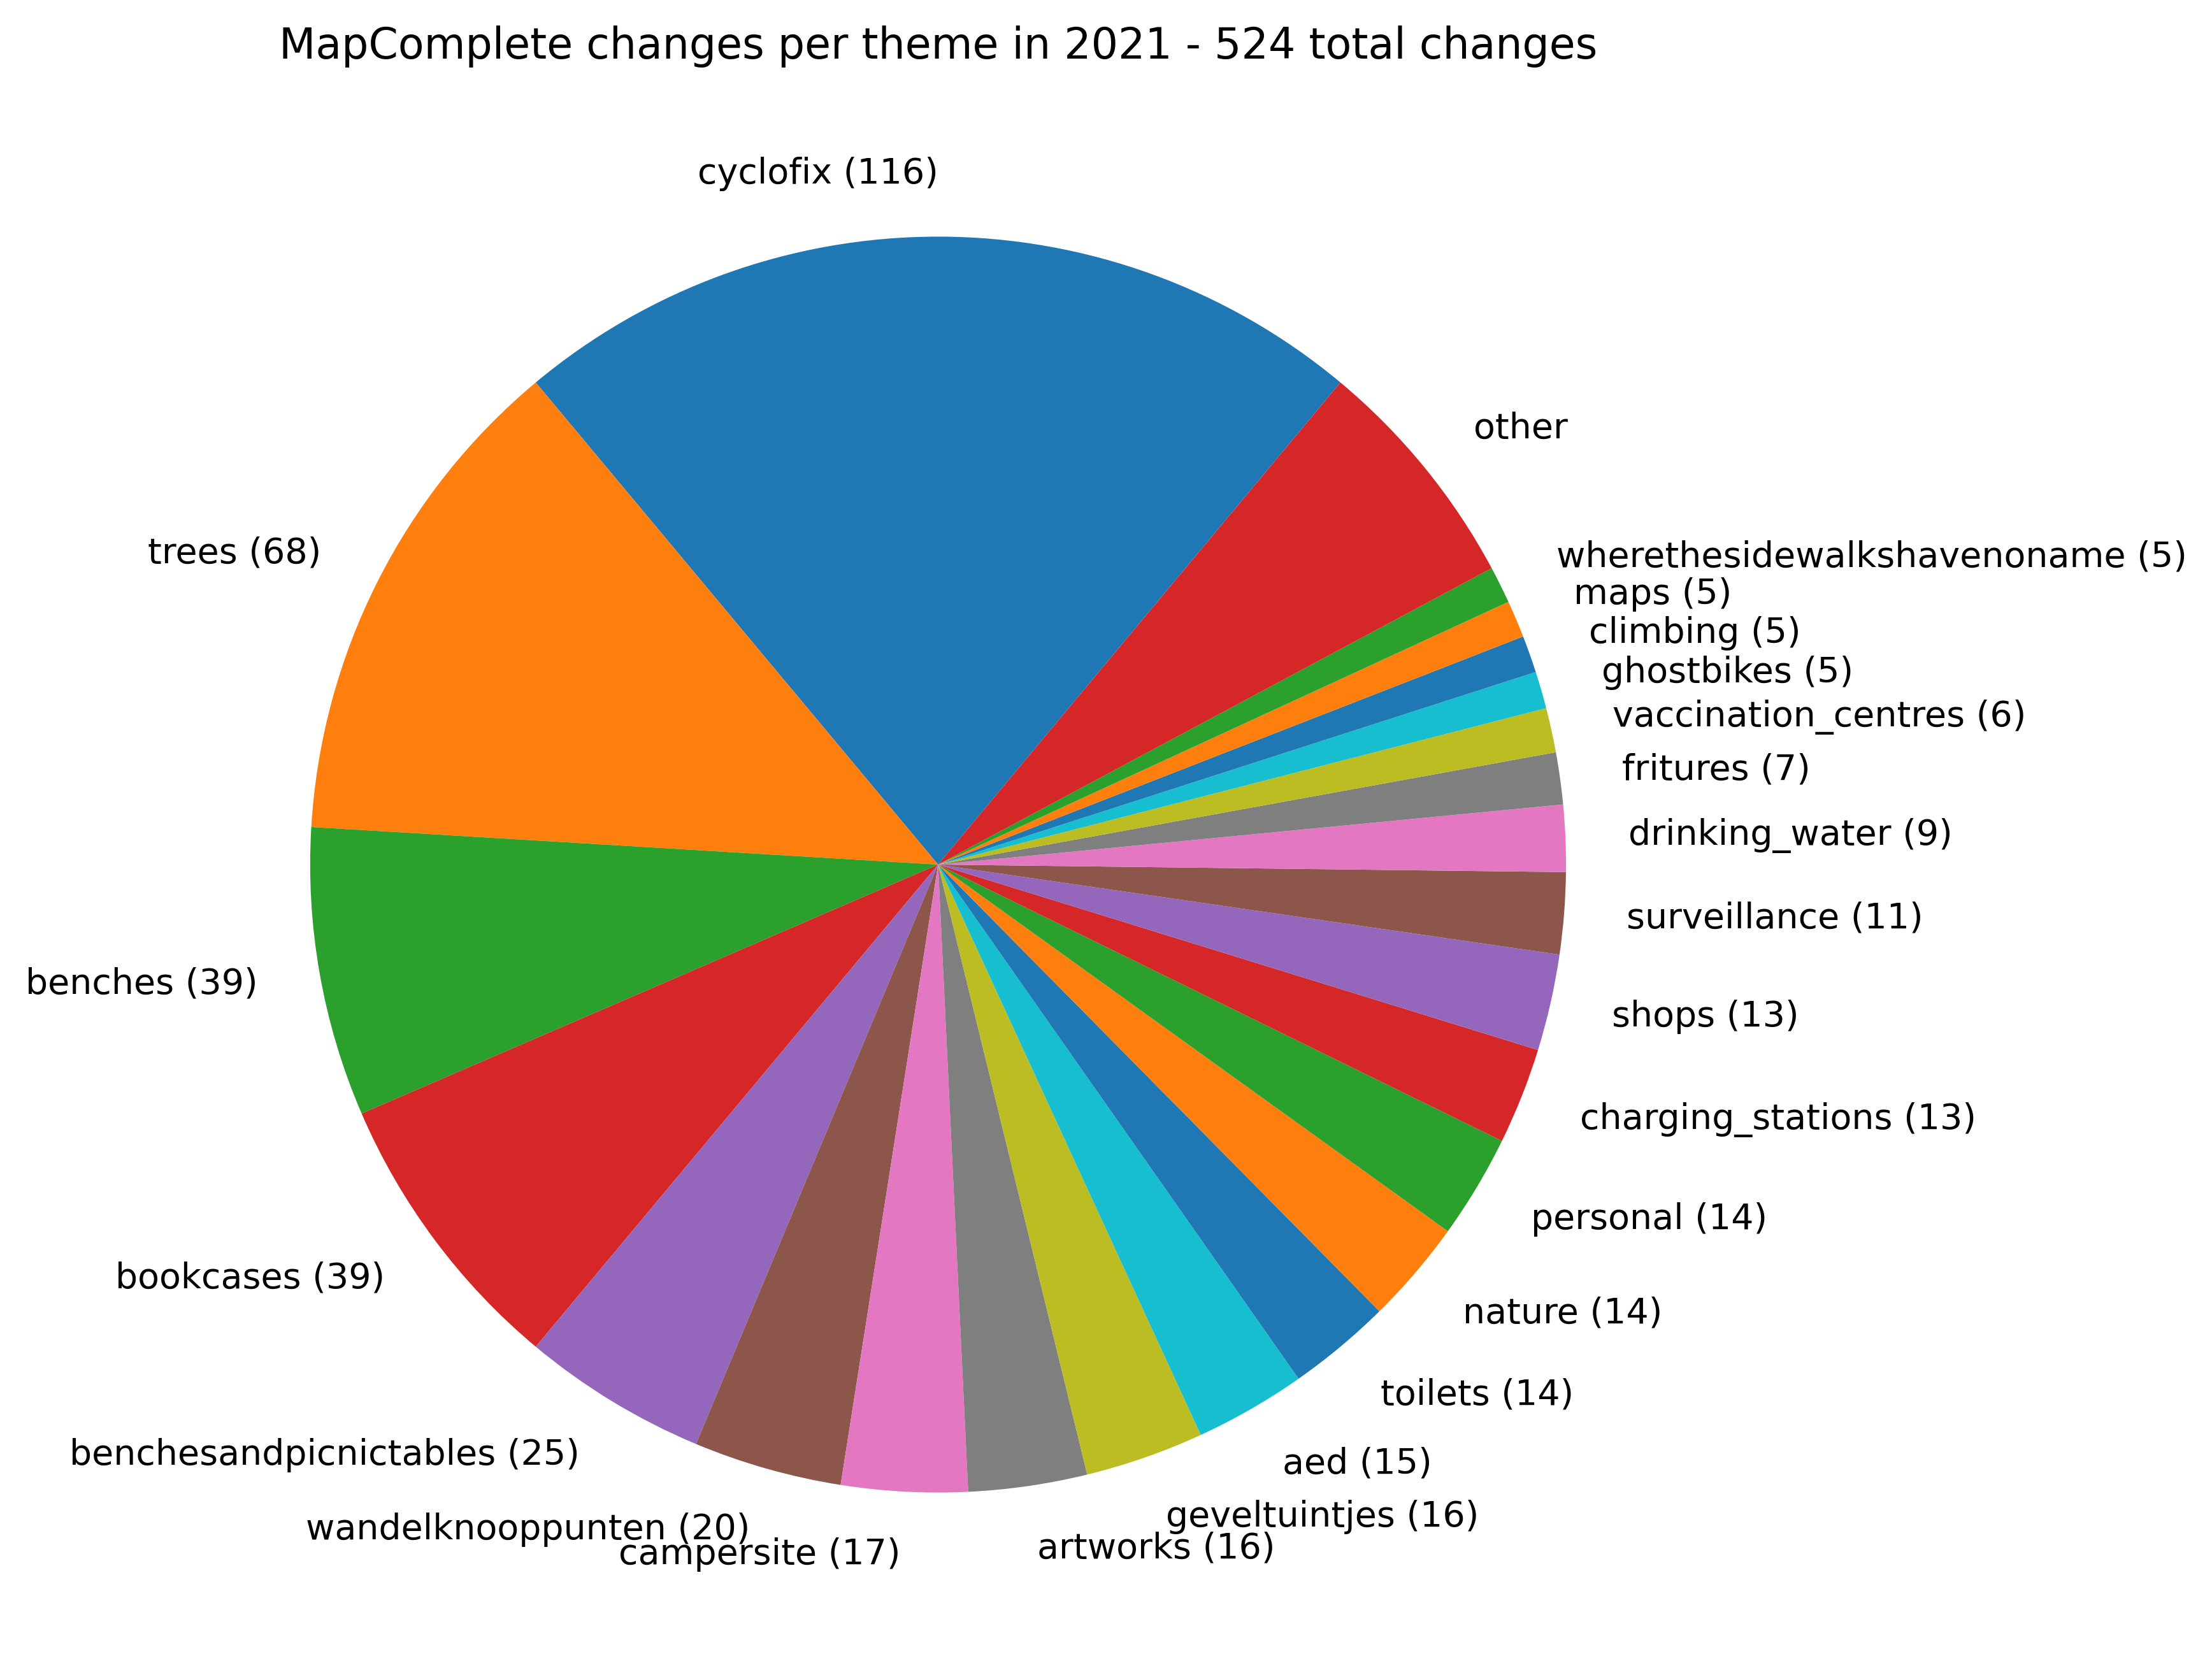 MapComplete changes per theme in 2021 - 524 total changes
cyclofix (116)
other
trees (68)
wherethesidewalkshavenoname (5)
maps (5)
climbing (5)
ghostbikes (5)
vaccination_centres (6)
fritures (7)
drinking_water (9)
surveillance (11)
benches (39)
shops (13)
charging_stations (13)
personal (14)
bookcases (39)
nature (14)
toilets (14)
benchesandpicnictables (25)
aed (15)
geveltuintjes (16)
wandelknooppunten (20)
artworks (16)
campersite (17)